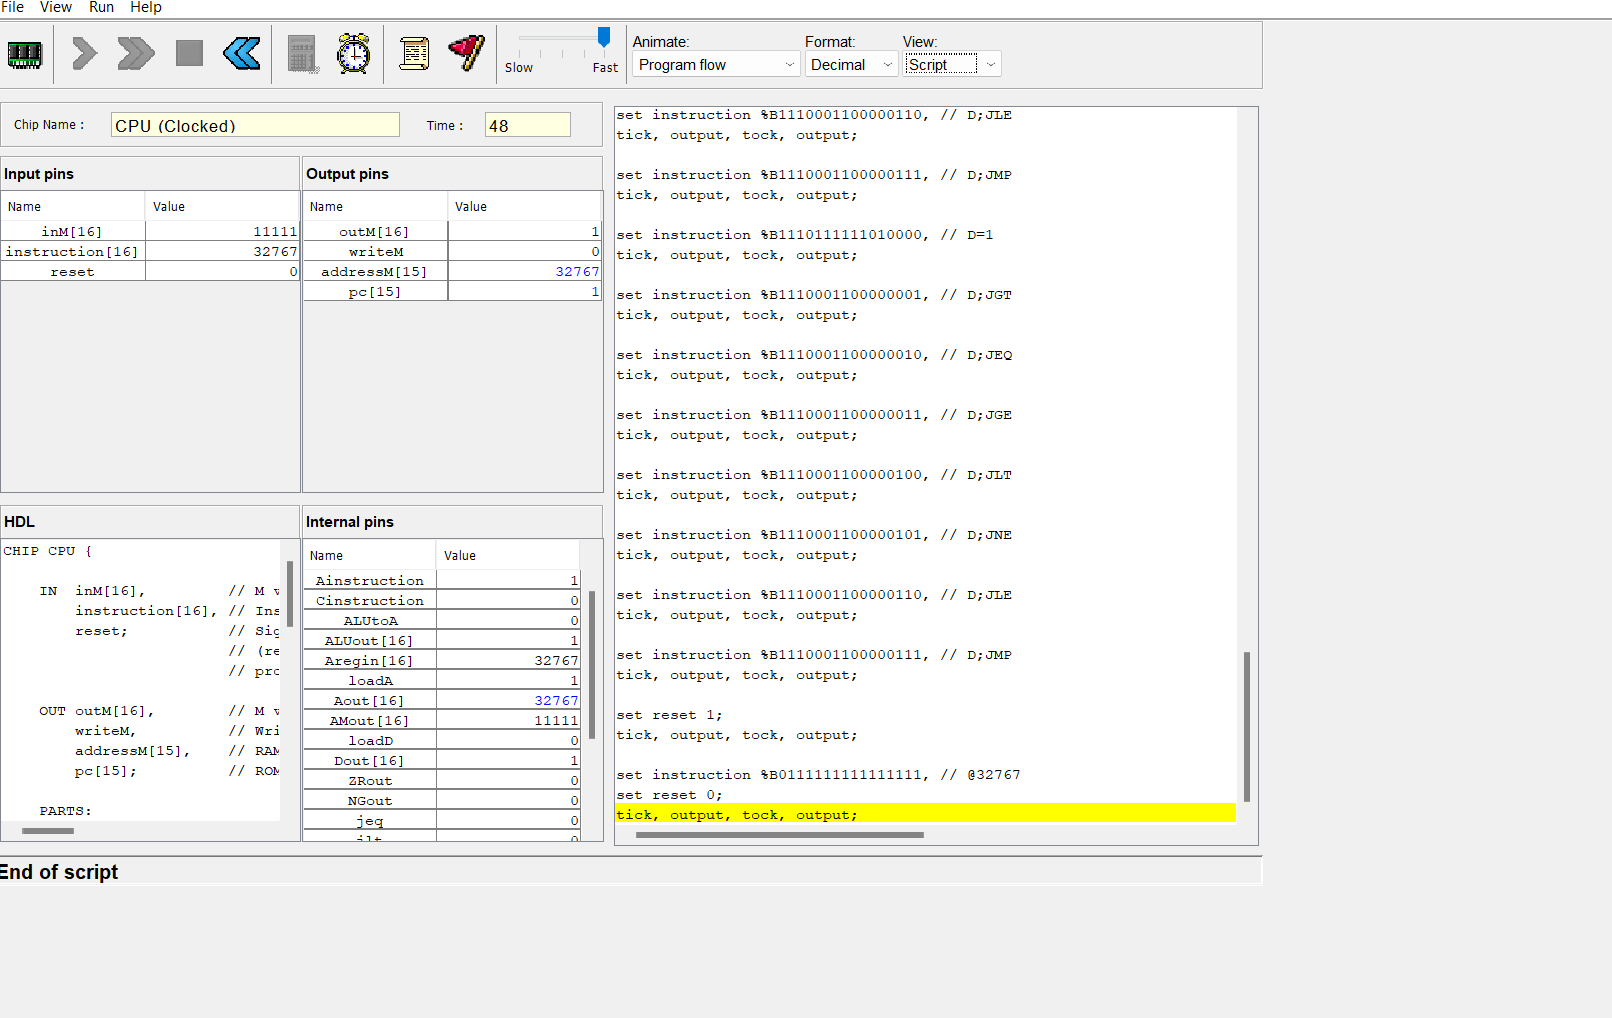 File View Run Help
Animate: Format: View:
Slow Fast Program flow Decimal Script
Chip Name : CPU (Clocked) Time : 48
Input pins
Name Value
inM[16] 11111
instruction[16] 32767
reset 0
Output pins
Name Value
outM[16] 1
writeM 0
addressM[15] 32767
pc[15] 1
HDL
CHIP CPU {
IN inM[16], // M v
instruction[16], // Ins
reset; // Sig
// (re
// pro
OUT outM[16], // M v
writeM, // Wri
addressM[15], // RAM
pc[15]; // ROM
PARTS:
Internal pins
Name Value
Ainstruction 1
Cinstruction 0
ALUtoA 0
ALUout[16] 1
Aregin[16] 32767
loadA 1
Aout[16] 32767
AMout[16] 11111
loadD 0
Dout[16] 1
ZRout 0
NGout 0
jeq 0
set instruction %B1110001100000110, // D;JLE
tick, output, tock, output;
set instruction %B1110001100000111, // D;JMP
tick, output, tock, output;
set instruction %B1110111111010000, // D=1
tick, output, tock, output;
set instruction %B1110001100000001, // D;JGT
tick, output, tock, output;
set instruction %B1110001100000010, // D;JEQ
tick, output, tock, output;
set instruction %B1110001100000011, // D;JGE
tick, output, tock, output;
set instruction %B1110001100000100, // D;JLT
tick, output, tock, output;
set instruction %B1110001100000101, // D;JNE
tick, output, tock, output;
set instruction %B1110001100000110, // D;JLE
tick, output, tock, output;
set instruction %B1110001100000111, // D;JMP
tick, output, tock, output;
set reset 1;
tick, output, tock, output;
set instruction %B0111111111111111, // @32767
set reset 0;
tick, output, tock, output;
End of script